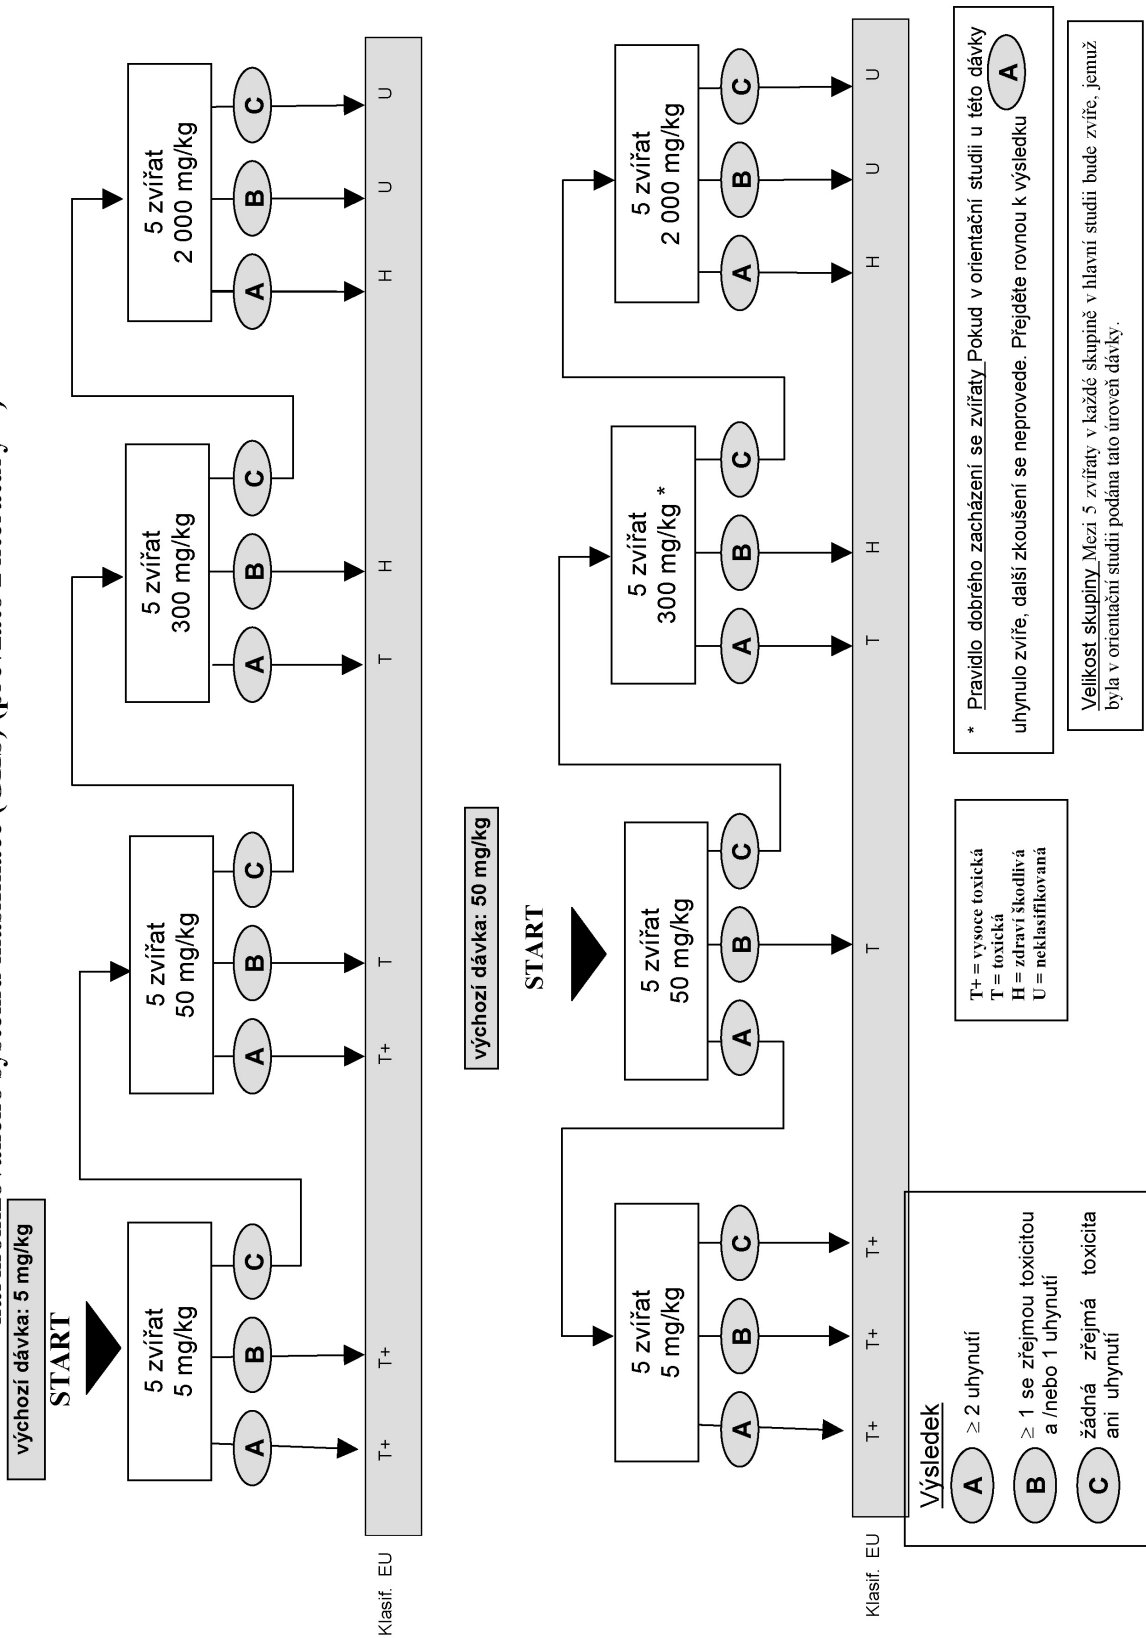 výchozí dávka: 5 mg/kg
START
5 zvířat
5 mg/kg
5 zvířat
50 mg/kg
5 zvířat
300 mg/kg
5 zvířat
2 000 mg/kg
A B C A B C A B C A B C
Klasif. EU T+ T+ T+ T T H H U U
výchozí dávka: 50 mg/kg
START
5 zvířat
5 mg/kg
5 zvířat
50 mg/kg
5 zvířat
300 mg/kg *
5 zvířat
2 000 mg/kg
A B C A B C A B C A B C
Klasif. EU T+ T+ T+ T T H H U U
Výsledek
A ≥ 2 uhynutí
B ≥ 1 se zřejmou toxicitou
a /nebo 1 uhynutí
C žádná zřejmá toxicita
ani uhynutí
T+ = vysoce toxická
T = toxická
H = zdraví škodlivá
U = neklasifikovaná
* Pravidlo dobrého zacházení se zvířaty Pokud v orientační studii u této dávky
uhynulo zvíře, další zkoušení se neprovede. Přejděte rovnou k výsledku A
Velikost skupiny Mezi 5 zvířaty v každé skupině v hlavní studii bude zvíře, jemuž
byla v orientační studii podána tato úroveň dávky.